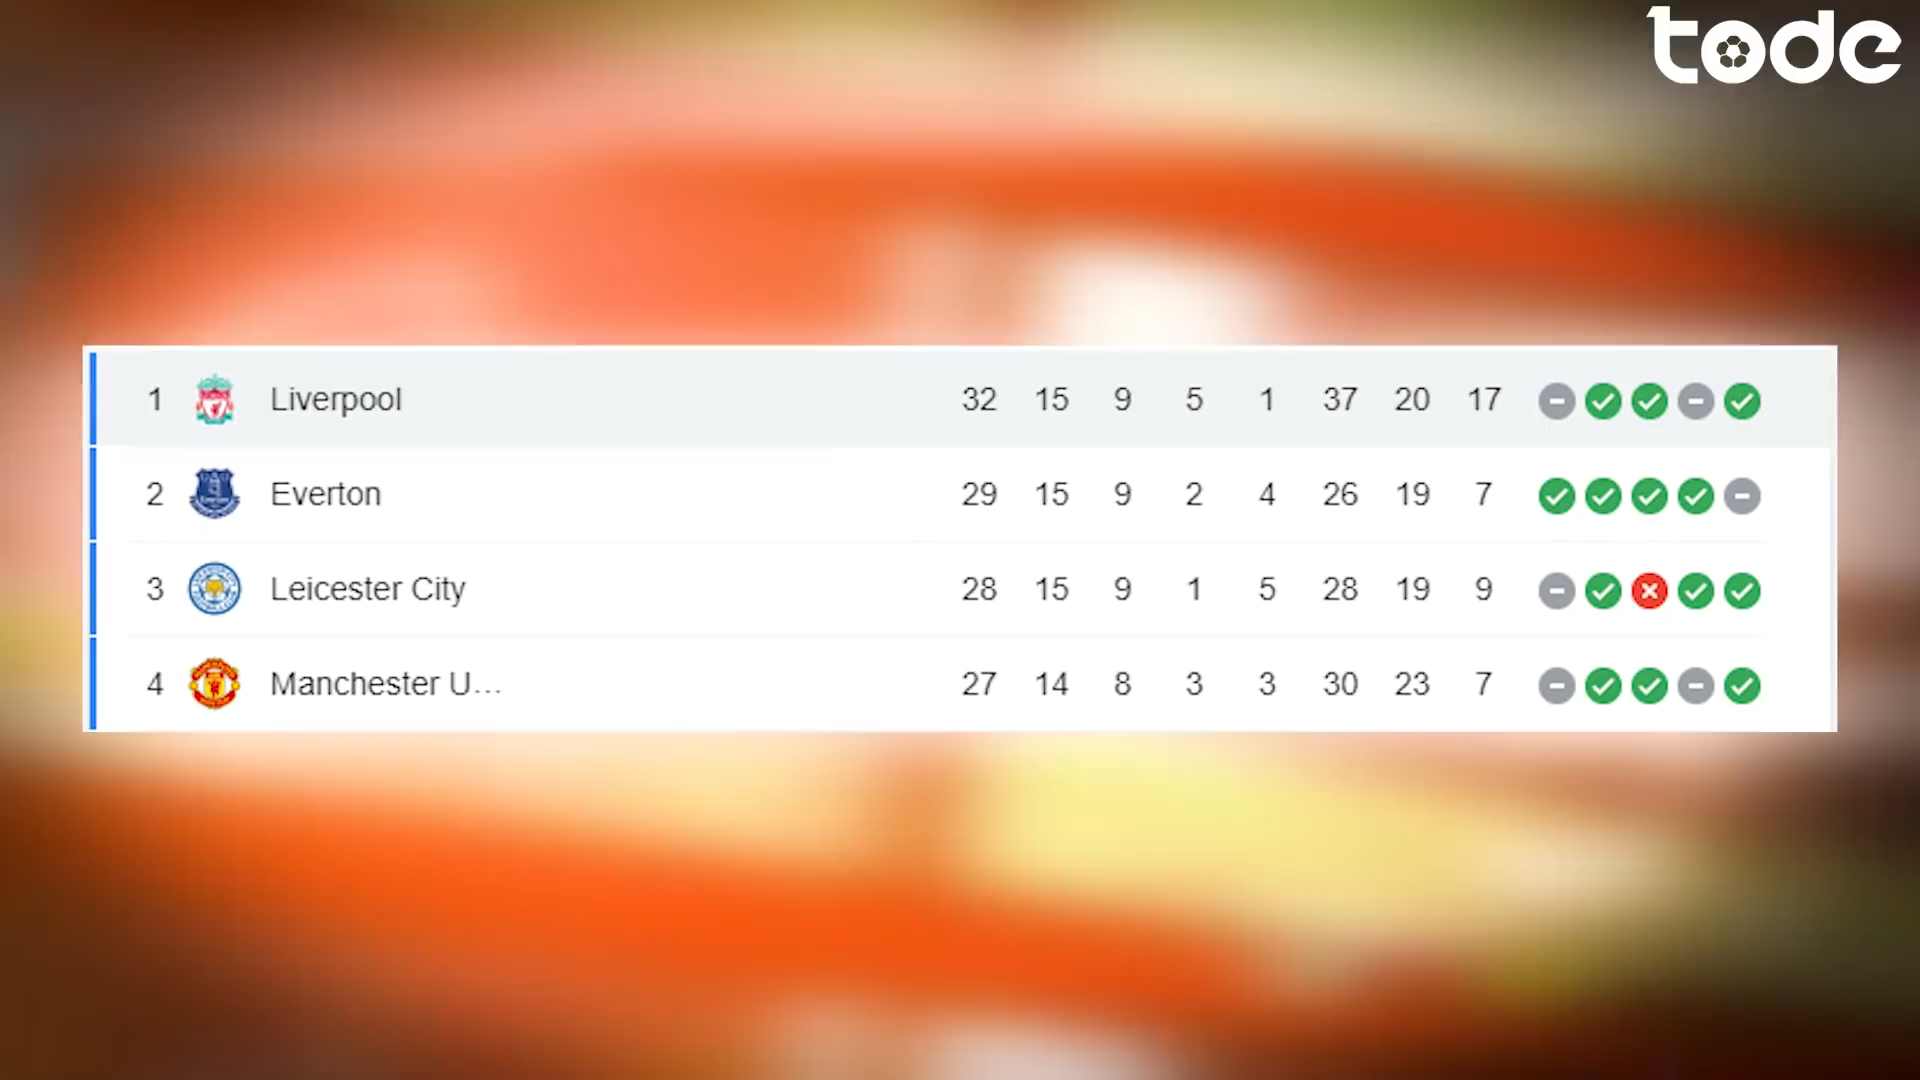 tode
1 Liverpool 32 15 9 5 1 37 20 17
2 Everton 29 15 9 2 4 26 19 7
3 Leicester City 28 15 9 1 5 28 19 9
4 Manchester U... 27 14 8 3 3 30 23 7